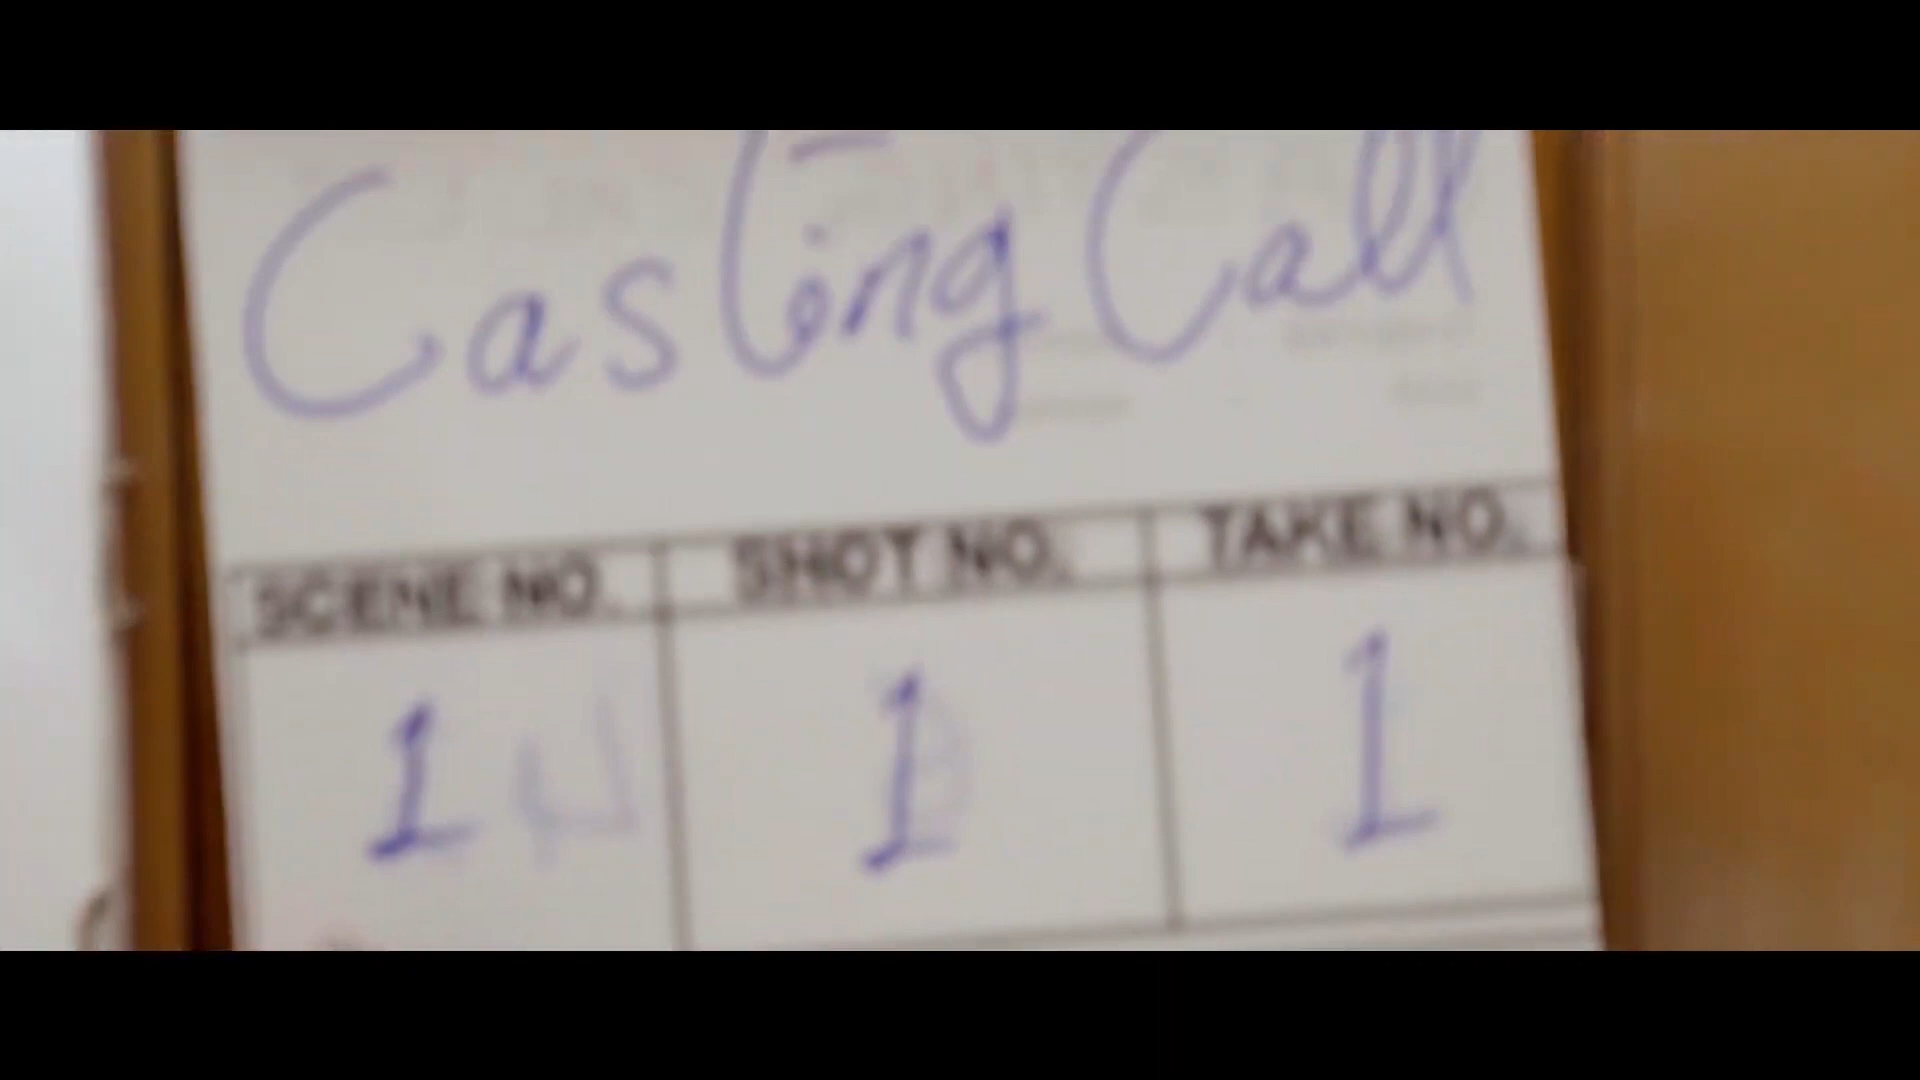 Casting Call
SCENE NO. SHOT NO. TAKE NO.
1 1 1